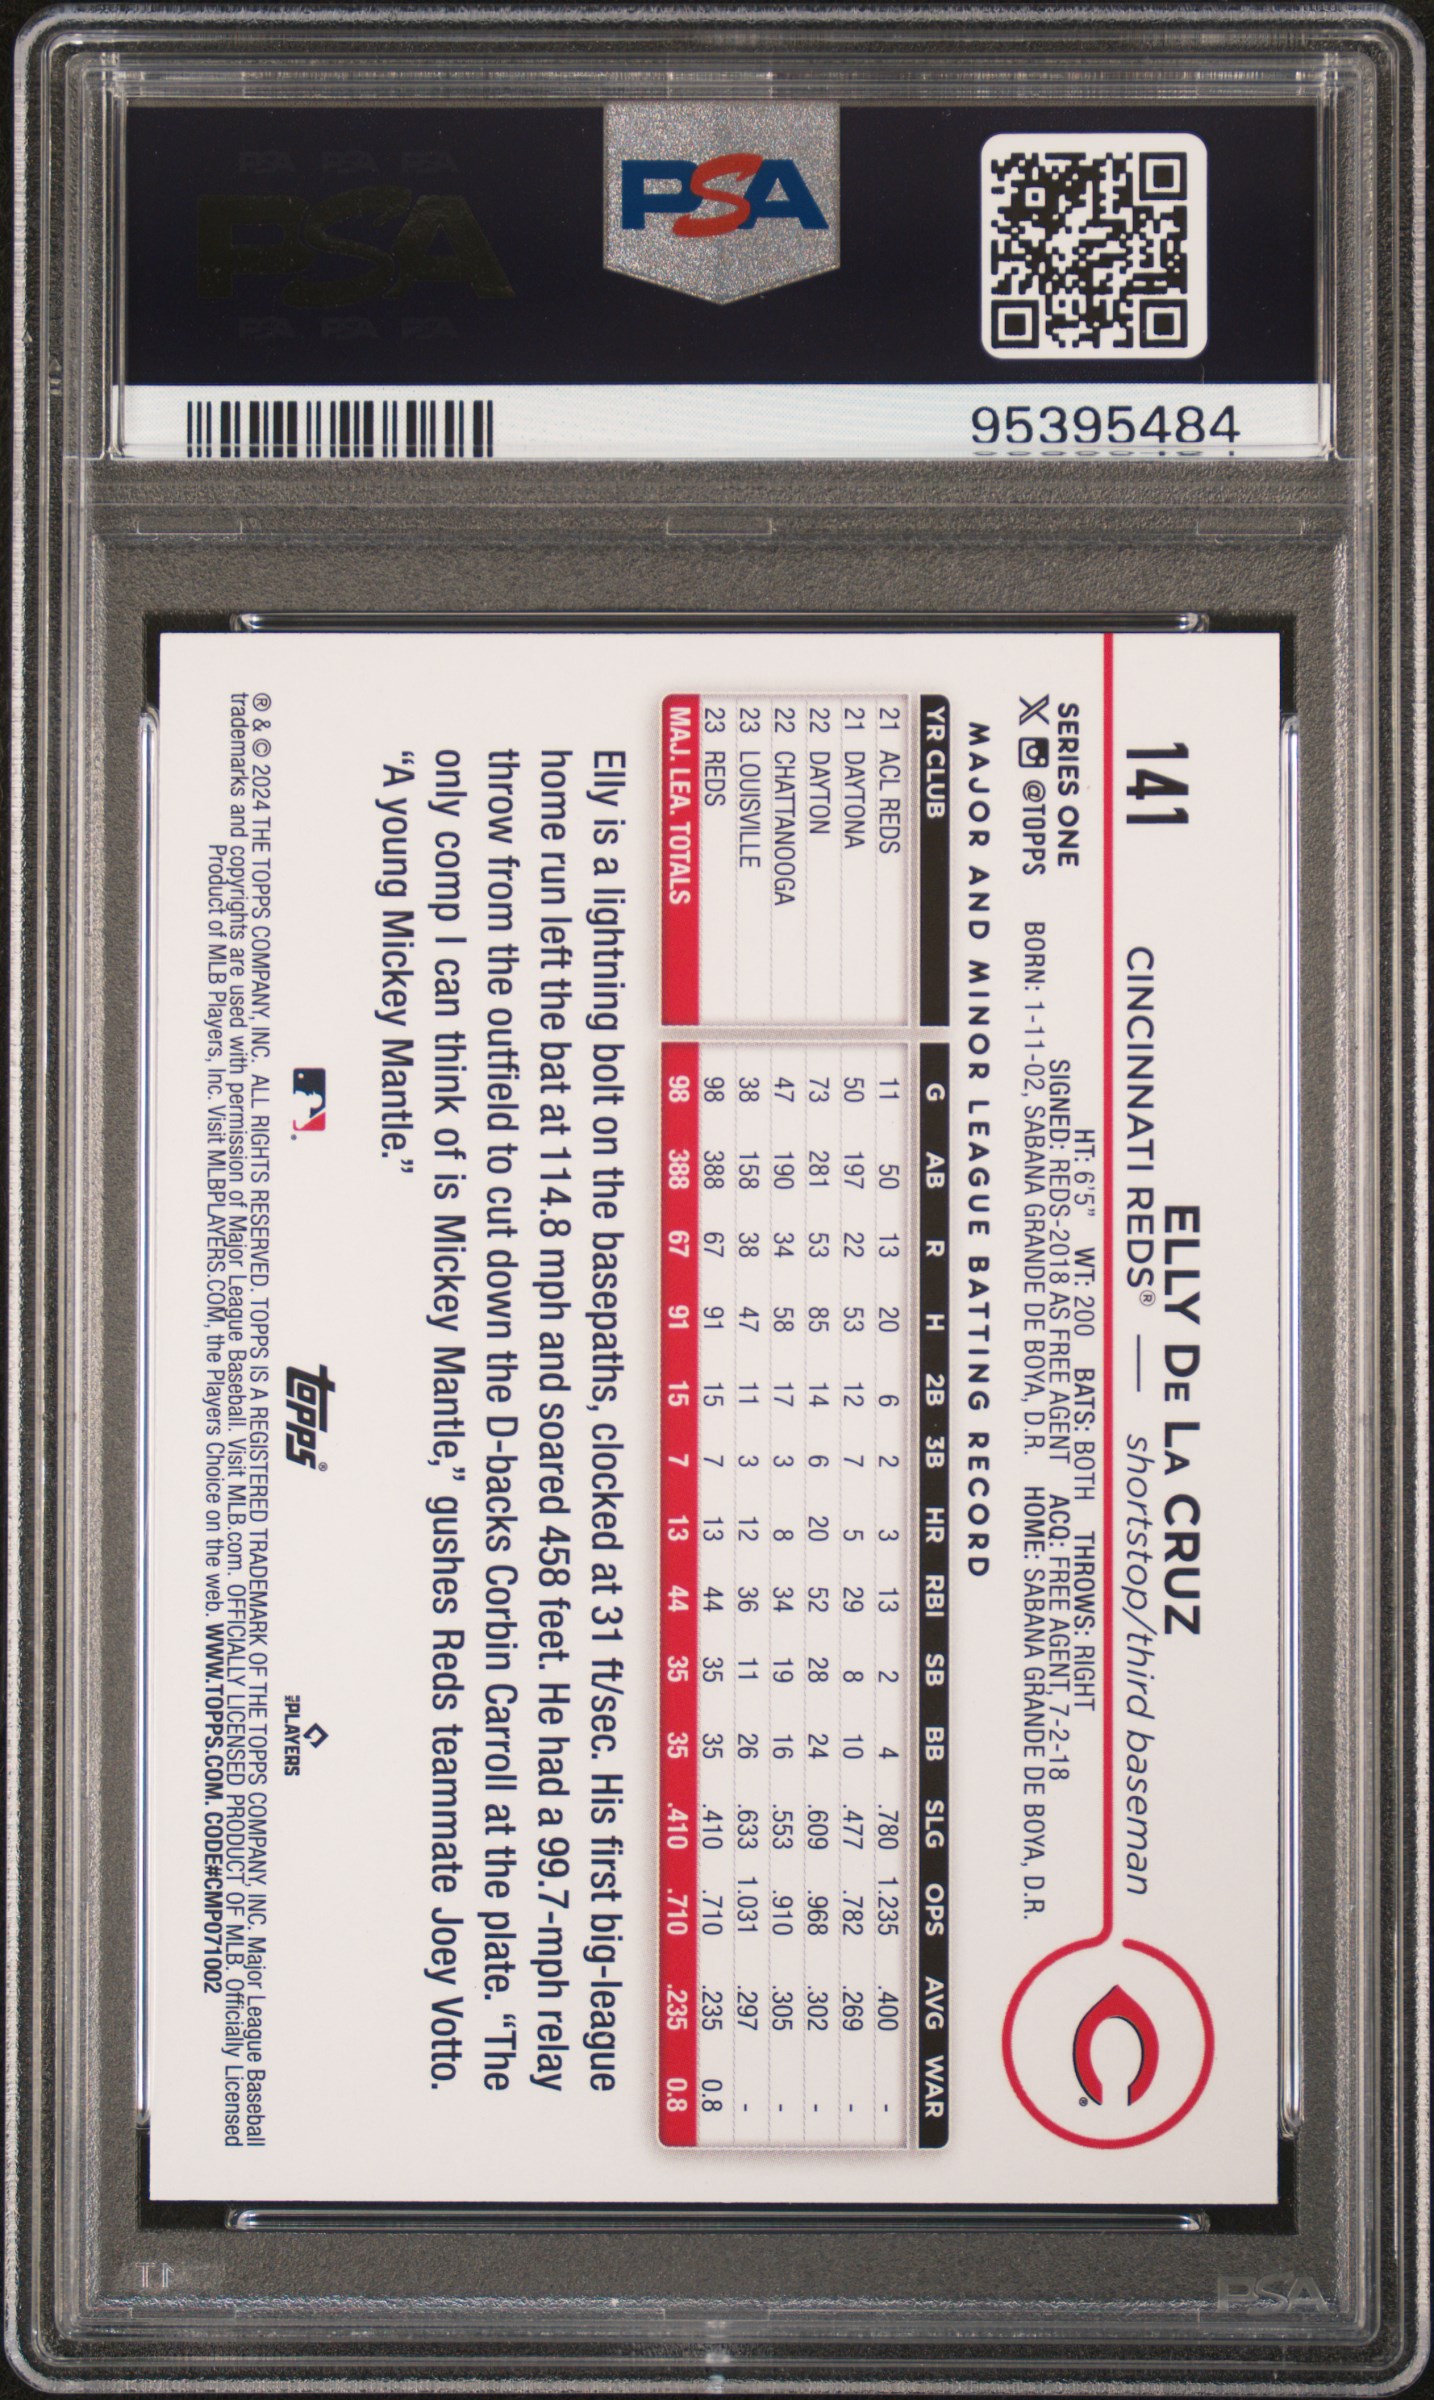 PSA
PSA PSA PSA
PSA
PSA PSA PSA
95395484
141
ELLY DE LA CRUZ
CINCINNATI REDS® — shortstop/third baseman
HT: 6'5" WT: 200 BATS: BOTH THROWS: RIGHT
SERIES ONE SIGNED: REDS-2018 AS FREE AGENT ACQ: FREE AGENT, 7-2-18
X @TOPPS BORN: 1-11-02, SABANA GRANDE DE BOYA, D.R. HOME: SABANA GRANDE DE BOYA, D.R.
C®
MAJOR AND MINOR LEAGUE BATTING RECORD
YR CLUB G AB R H 2B 3B HR RBI SB BB SLG OPS AVG WAR
21 ACL REDS 11 50 13 20 6 2 3 13 2 4 .780 1.235 .400 -
21 DAYTONA 50 197 22 53 12 7 5 29 8 10 .477 .782 .269 -
22 DAYTON 73 281 53 85 14 6 20 52 28 24 .609 .968 .302 -
22 CHATTANOOGA 47 190 34 58 17 3 8 34 19 16 .553 .910 .305 -
23 LOUISVILLE 38 158 38 47 11 3 12 36 11 26 .633 1.031 .297 -
23 REDS 98 388 67 91 15 7 13 44 35 35 .410 .710 .235 0.8
MAJ. LEA. TOTALS 98 388 67 91 15 7 13 44 35 35 .410 .710 .235 0.8
Elly is a lightning bolt on the basepaths, clocked at 31 ft/sec. His first big-league
home run left the bat at 114.8 mph and soared 458 feet. He had a 99.7-mph relay
throw from the outfield to cut down the D-backs Corbin Carroll at the plate. “The
only comp I can think of is Mickey Mantle,” gushes Reds teammate Joey Votto.
“A young Mickey Mantle.”
topps®
PLAYERS
® & © 2024 THE TOPPS COMPANY, INC. ALL RIGHTS RESERVED. TOPPS IS A REGISTERED TRADEMARK OF THE TOPPS COMPANY, INC. Major League Baseball
trademarks and copyrights are used with permission of Major League Baseball. Visit MLB.com. OFFICIALLY LICENSED PRODUCT OF MLB. Officially Licensed
Product of MLB Players, Inc. Visit MLBPLAYERS.COM, the Players Choice on the web. WWW.TOPPS.COM. CODE#CMP071002
PSA